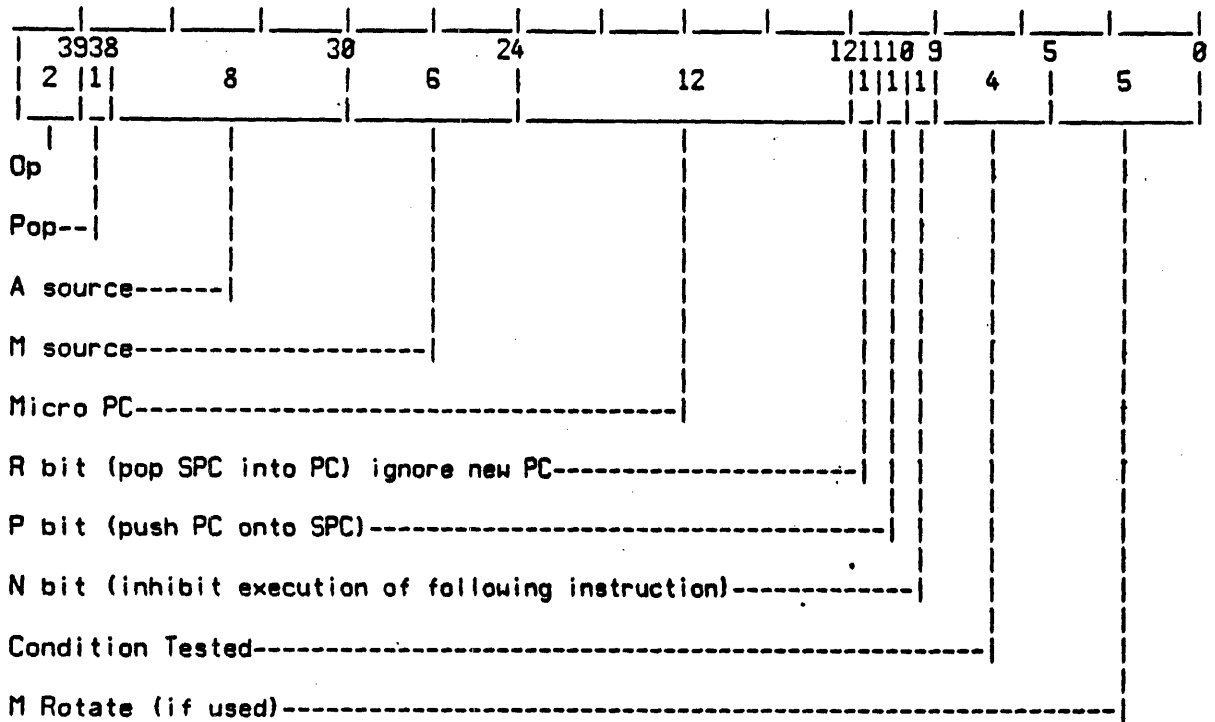 3938 30 24 12 11 10 9 5 0
2 1 8 6 12 1 1 1 4 5
Op
Pop--
A source------
M source------------------
Micro PC---------------------------------
R bit (pop SPC into PC) ignore new PC------------------
P bit (push PC onto SPC)-------------------------------
N bit (inhibit execution of following instruction)-----------
Condition Tested---------------------------------------------
M Rotate (if used)---------------------------------------------------